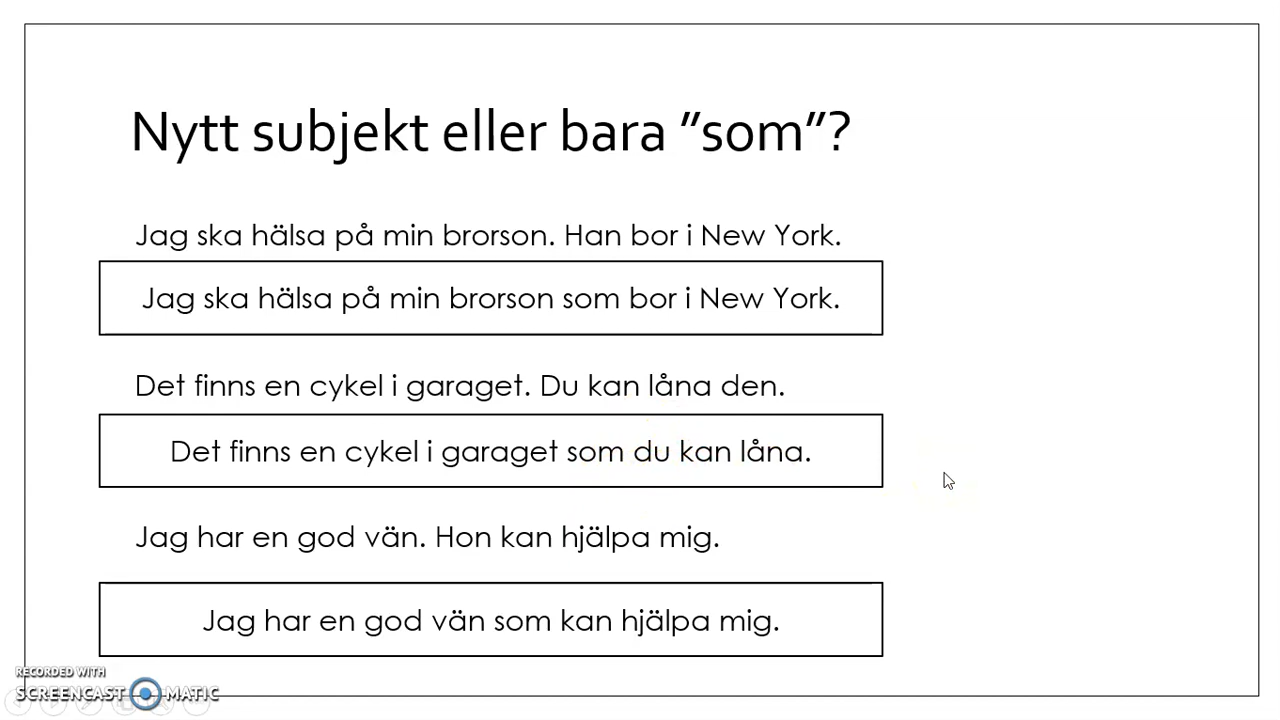 Nytt subjekt eller bara ”som”?
Jag ska hälsa på min brorson. Han bor i New York.
Jag ska hälsa på min brorson som bor i New York.
Det finns en cykel i garaget. Du kan låna den.
Det finns en cykel i garaget som du kan låna.
Jag har en god vän. Hon kan hjälpa mig.
Jag har en god vän som kan hjälpa mig.
RECORDED WITH
SCREENCAST MATIC